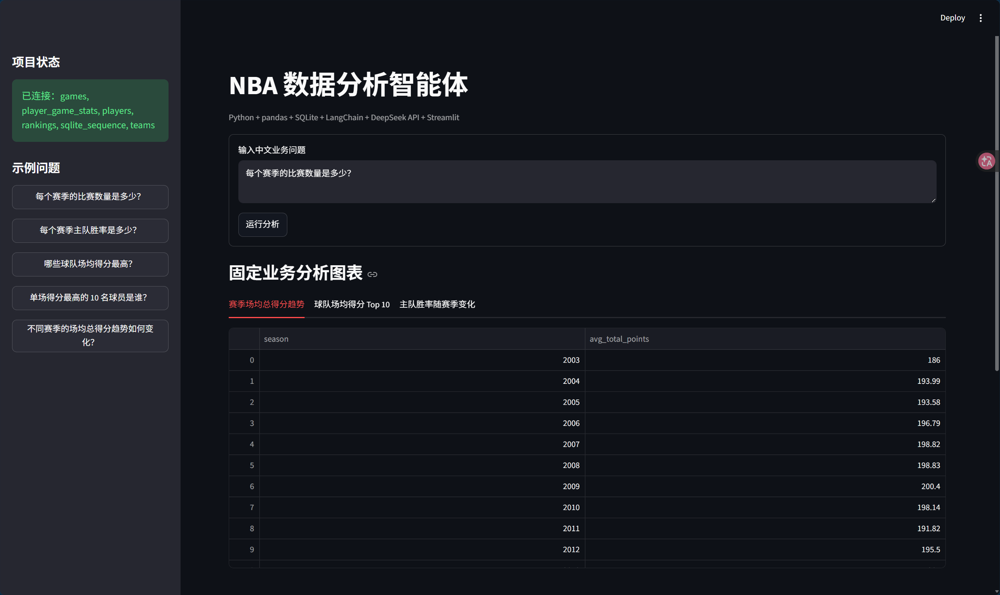 Deploy
项目状态
已连接：games,
player_game_stats, players,
rankings, sqlite_sequence, teams
示例问题
每个赛季的比赛数量是多少？
每个赛季主队胜率是多少？
哪些球队场均得分最高？
单场得分最高的 10 名球员是谁？
不同赛季的场均总得分趋势如何变
化？
NBA 数据分析智能体
Python + pandas + SQLite + LangChain + DeepSeek API + Streamlit
输入中文业务问题
每个赛季的比赛数量是多少？
运行分析
固定业务分析图表
赛季场均总得分趋势 球队场均得分 Top 10 主队胜率随赛季变化
season avg_total_points
0 2003 186
1 2004 193.99
2 2005 193.58
3 2006 196.79
4 2007 198.82
5 2008 198.83
6 2009 200.4
7 2010 198.14
8 2011 191.82
9 2012 195.5